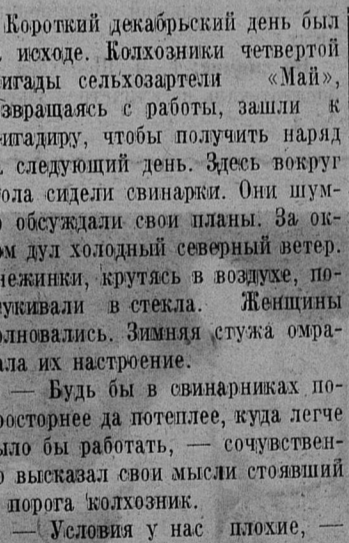 Короткий декабрьский день был
исходе. Колхозники четвертой
игады сельхозартели «Май»,
звращаясь с работы, зашли к
игадиру, чтобы получить наряд
следующий день. Здесь вокруг
ола сидели свинарки. Они шум-
о обсуждали свои планы. За ок-
ом дул холодный северный ветер.
нежинки, крутясь в воздухе, по-
укивали в стекла. Женщины
олновались. Зимняя стужа омра-
ала их настроение.
— Будь бы в свинарниках по-
росторнее да потеплее, куда легче
ыло бы работать, — сочувствен-
о высказал свои мысли стоявший
порога колхозник.
— Условия у нас плохие, —